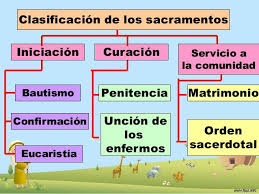 Clasificación de los sacramentos
Iniciación
Curación
Servicio a
la comunidad
Bautismo
Penitencia
Matrimonio
Confirmación
Unción de
los
enfermos
Orden
sacerdotal
Eucaristía